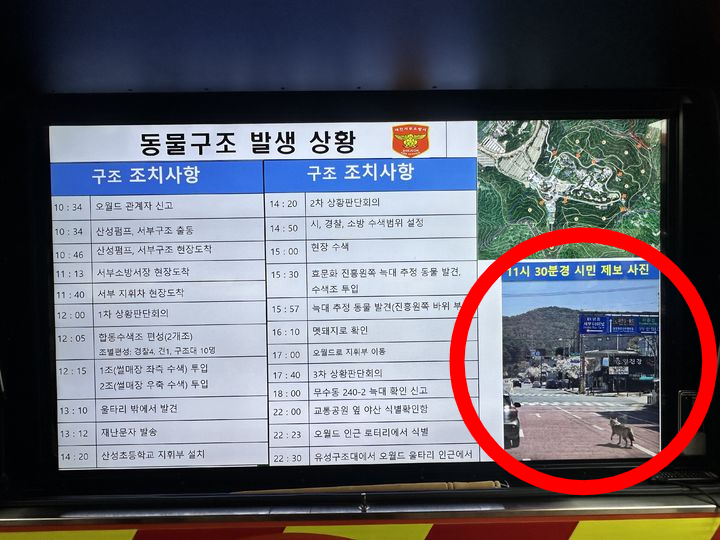 동물구조 발생 상황
구조 조치사항
10 : 34 오월드 관계자 신고
10 : 34 산성펌프, 서부구조 출동
10 : 46 산성펌프, 서부구조 현장도착
11 : 13 서부소방서장 현장도착
11 : 40 서부 지휘차 현장도착
12 : 00 1차 상황판단회의
12 : 05 합동수색조 편성(2개조)
조별편성: 경찰4, 건1, 구조대 10명
12 : 15 1조(썰매장 좌측 수색) 투입
2조(썰매장 우측 수색) 투입
13 : 10 울타리 밖에서 발견
13 : 12 재난문자 발송
14 : 20 산성초등학교 지휘부 설치
구조 조치사항
14 : 20 2차 상황판단회의
14 : 50 시, 경찰, 소방 수색범위 설정
15 : 00 현장 수색
15 : 30 효문화 진흥원쪽 늑대 추정 동물 발견,
수색조 투입
15 : 57 늑대 추정 동물 발견(진흥원쪽 바위 부
16 : 10 멧돼지로 확인
17 : 00 오월드로 지휘부 이동
17 : 40 3차 상황판단회의
18 : 00 무수동 240-2 늑대 확인 신고
22 : 00 교통공원 옆 야산 식별확인함
22 : 23 오월드 인근 로터리에서 식별
22 : 30 유성구조대에서 오월드 울타리 인근에서
11시 30분경 시민 제보 사진